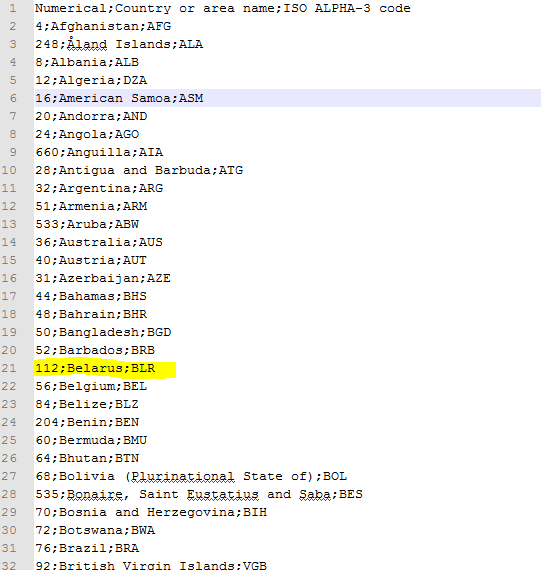 1 Numerical;Country or area name;ISO ALPHA-3 code
2 4;Afghanistan;AFG
3 248;Åland Islands;ALA
4 8;Albania;ALB
5 12;Algeria;DZA
6 16;American Samoa;ASM
7 20;Andorra;AND
8 24;Angola;AGO
9 660;Anguilla;AIA
10 28;Antigua and Barbuda;ATG
11 32;Argentina;ARG
12 51;Armenia;ARM
13 533;Aruba;ABW
14 36;Australia;AUS
15 40;Austria;AUT
16 31;Azerbaijan;AZE
17 44;Bahamas;BHS
18 48;Bahrain;BHR
19 50;Bangladesh;BGD
20 52;Barbados;BRB
21 112;Belarus;BLR
22 56;Belgium;BEL
23 84;Belize;BLZ
24 204;Benin;BEN
25 60;Bermuda;BMU
26 64;Bhutan;BTN
27 68;Bolivia (Plurinational State of);BOL
28 535;Bonaire, Saint Eustatius and Saba;BES
29 70;Bosnia and Herzegovina;BIH
30 72;Botswana;BWA
31 76;Brazil;BRA
32 92;British Virgin Islands;VGB